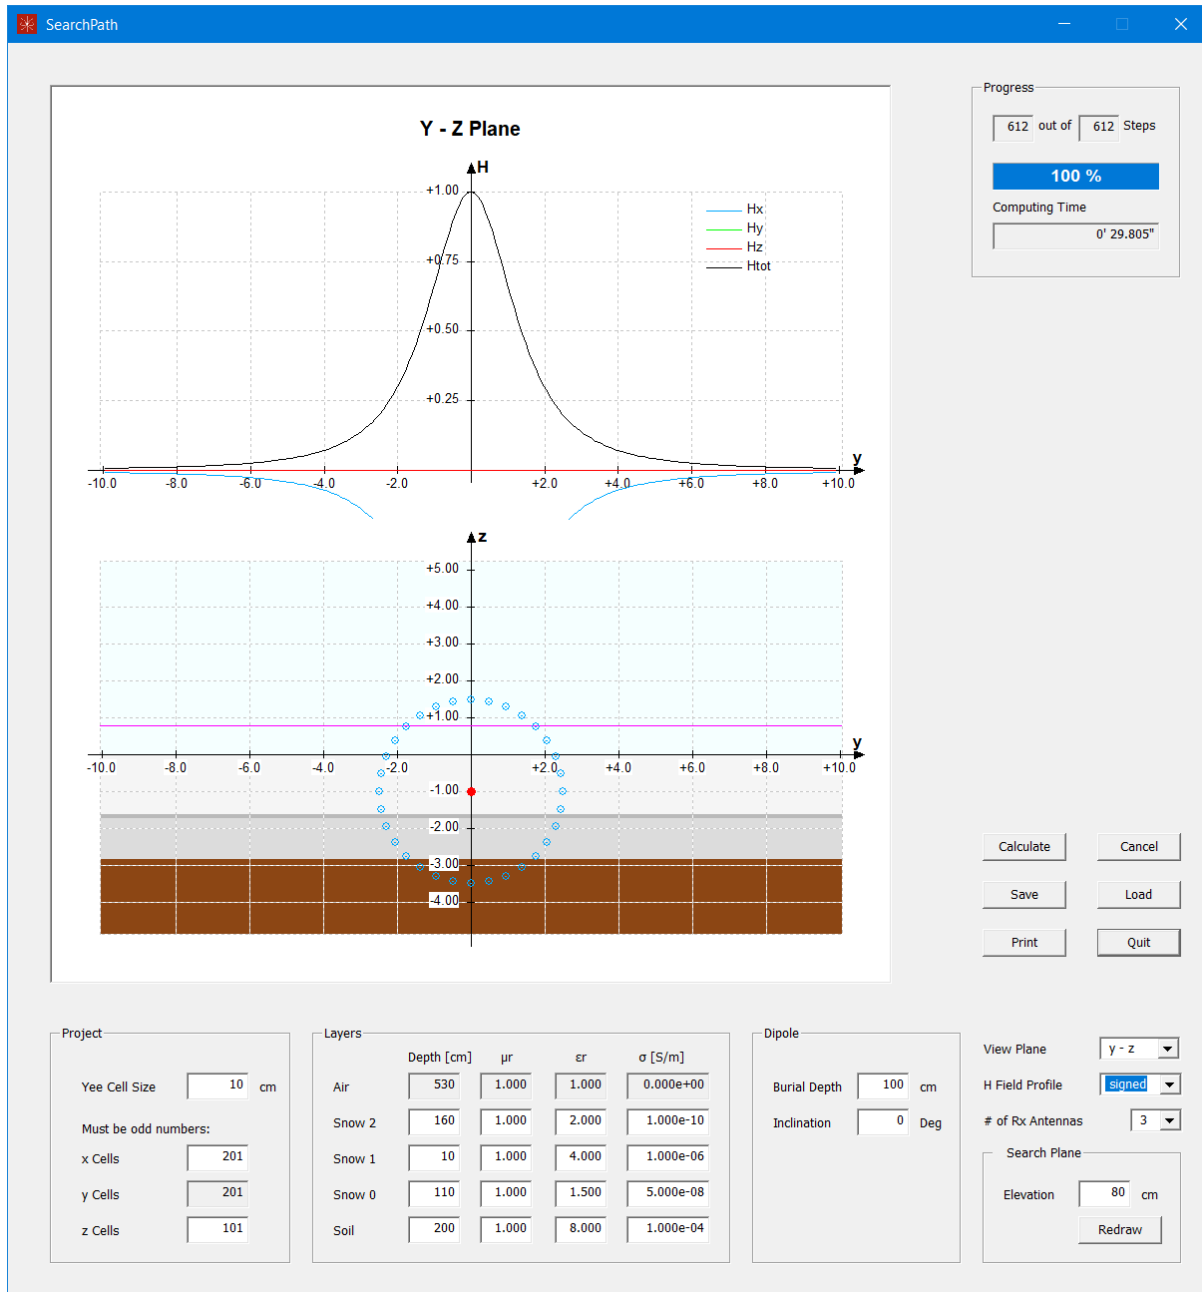 SearchPath
Y - Z Plane
H
+1.00
+0.75
+0.50
+0.25
Hx
Hy
Hz
Htot
y
-10.0 -8.0 -6.0 -4.0 -2.0 +2.0 +4.0 +6.0 +8.0 +10.0
z
+5.00
+4.00
+3.00
+2.00
+1.00
y
-10.0 -8.0 -6.0 -4.0 -2.0 +2.0 +4.0 +6.0 +8.0 +10.0
-1.00
-2.00
-3.00
-4.00
Progress
612 out of 612 Steps
100 %
Computing Time
0' 29.805"
Calculate Cancel
Save Load
Print Quit
Project
Yee Cell Size 10 cm
Must be odd numbers:
x Cells 201
y Cells 201
z Cells 101
Layers
Depth [cm] μr εr σ [S/m]
Air 530 1.000 1.000 0.000e+00
Snow 2 160 1.000 2.000 1.000e-10
Snow 1 10 1.000 4.000 1.000e-06
Snow 0 110 1.000 1.500 5.000e-08
Soil 200 1.000 8.000 1.000e-04
Dipole
Burial Depth 100 cm
Inclination 0 Deg
View Plane y - z
H Field Profile signed
# of Rx Antennas 3
Search Plane
Elevation 80 cm
Redraw